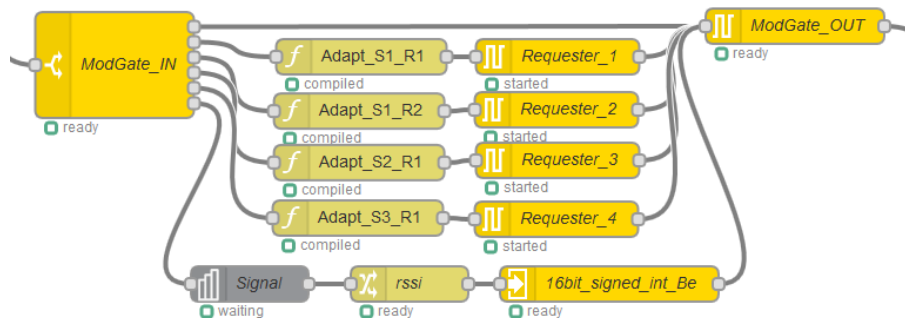 ModGate_IN
ready
Adapt_S1_R1
compiled
Requester_1
started
ModGate_OUT
ready
Adapt_S1_R2
compiled
Requester_2
started
Adapt_S2_R1
compiled
Requester_3
started
Adapt_S3_R1
compiled
Requester_4
started
Signal
waiting
rssi
ready
16bit_signed_int_Be
ready